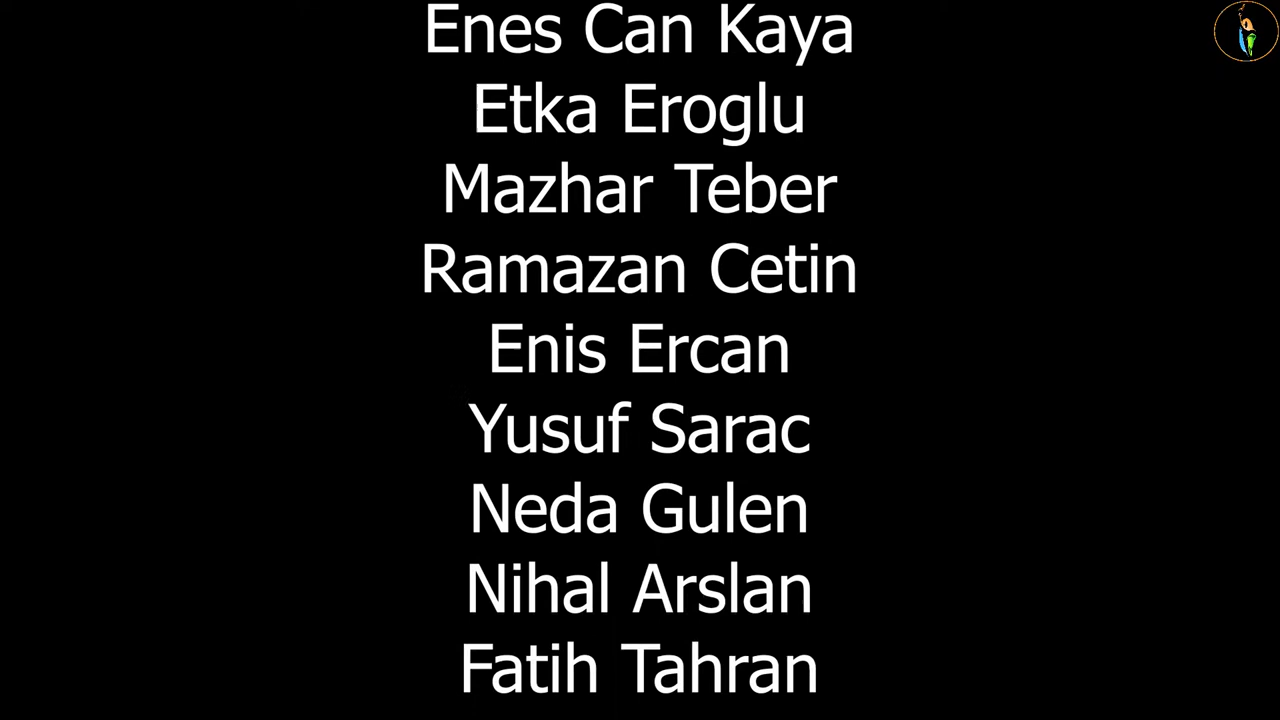 Enes Can Kaya
Etka Eroglu
Mazhar Teber
Ramazan Cetin
Enis Ercan
Yusuf Sarac
Neda Gulen
Nihal Arslan
Fatih Tahran